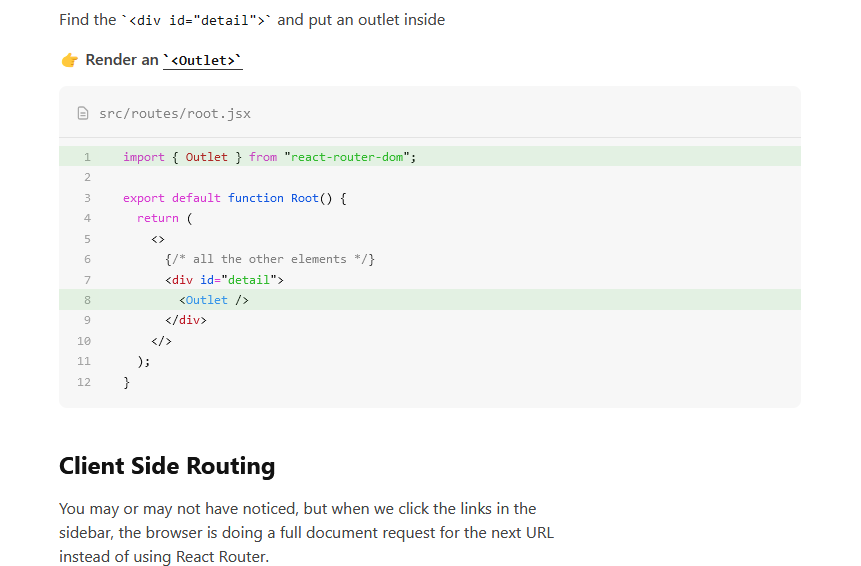 Find the `<div id="detail">` and put an outlet inside
👉 Render an `<Outlet>`
src/routes/root.jsx
1 import { Outlet } from "react-router-dom";
2
3 export default function Root() {
4   return (
5     <>
6       {/* all the other elements */}
7       <div id="detail">
8         <Outlet />
9       </div>
10     </>
11   );
12 }
Client Side Routing
You may or may not have noticed, but when we click the links in the
sidebar, the browser is doing a full document request for the next URL
instead of using React Router.